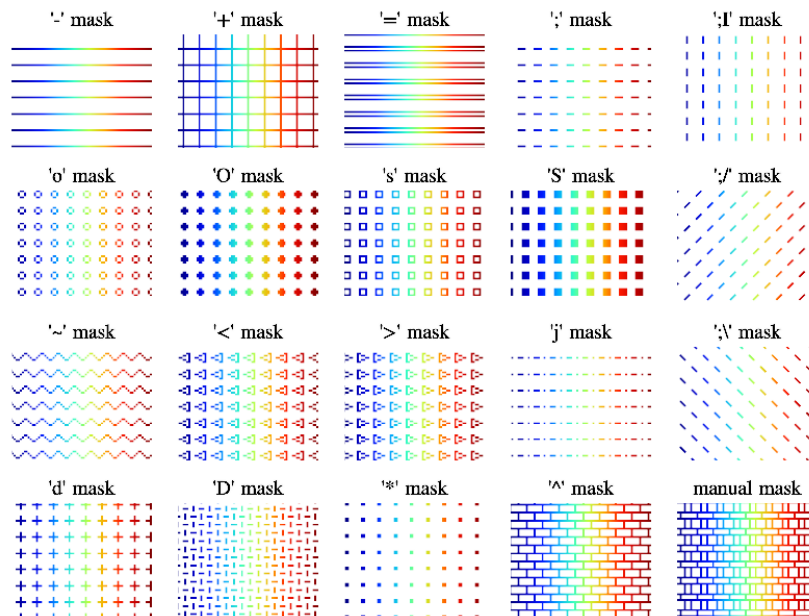 '-' mask
'+' mask
'=' mask
';' mask
';I' mask
'o' mask
'O' mask
's' mask
'S' mask
';/' mask
'~' mask
'<' mask
'>' mask
'j' mask
';\' mask
'd' mask
'D' mask
'*' mask
'^' mask
manual mask